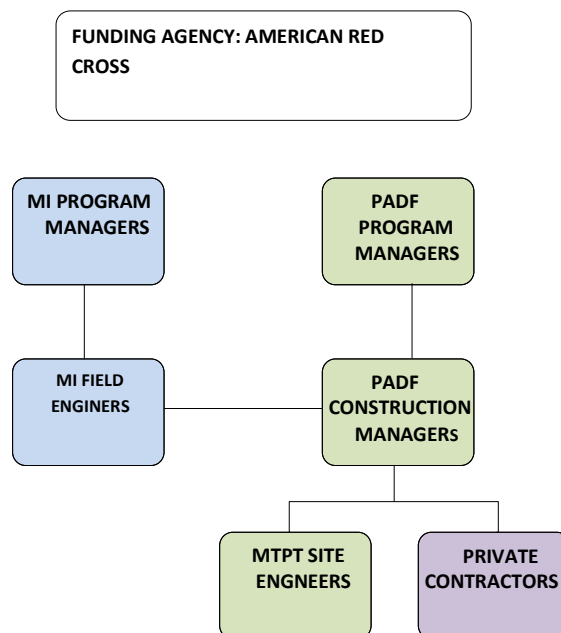 FUNDING AGENCY: AMERICAN RED
CROSS
MI PROGRAM
MANAGERS
PADF
PROGRAM
MANAGERS
MI FIELD
ENGINERS
PADF
CONSTRUCTION
MANAGERs
MTPT SITE
ENGNEERS
PRIVATE
CONTRACTORS